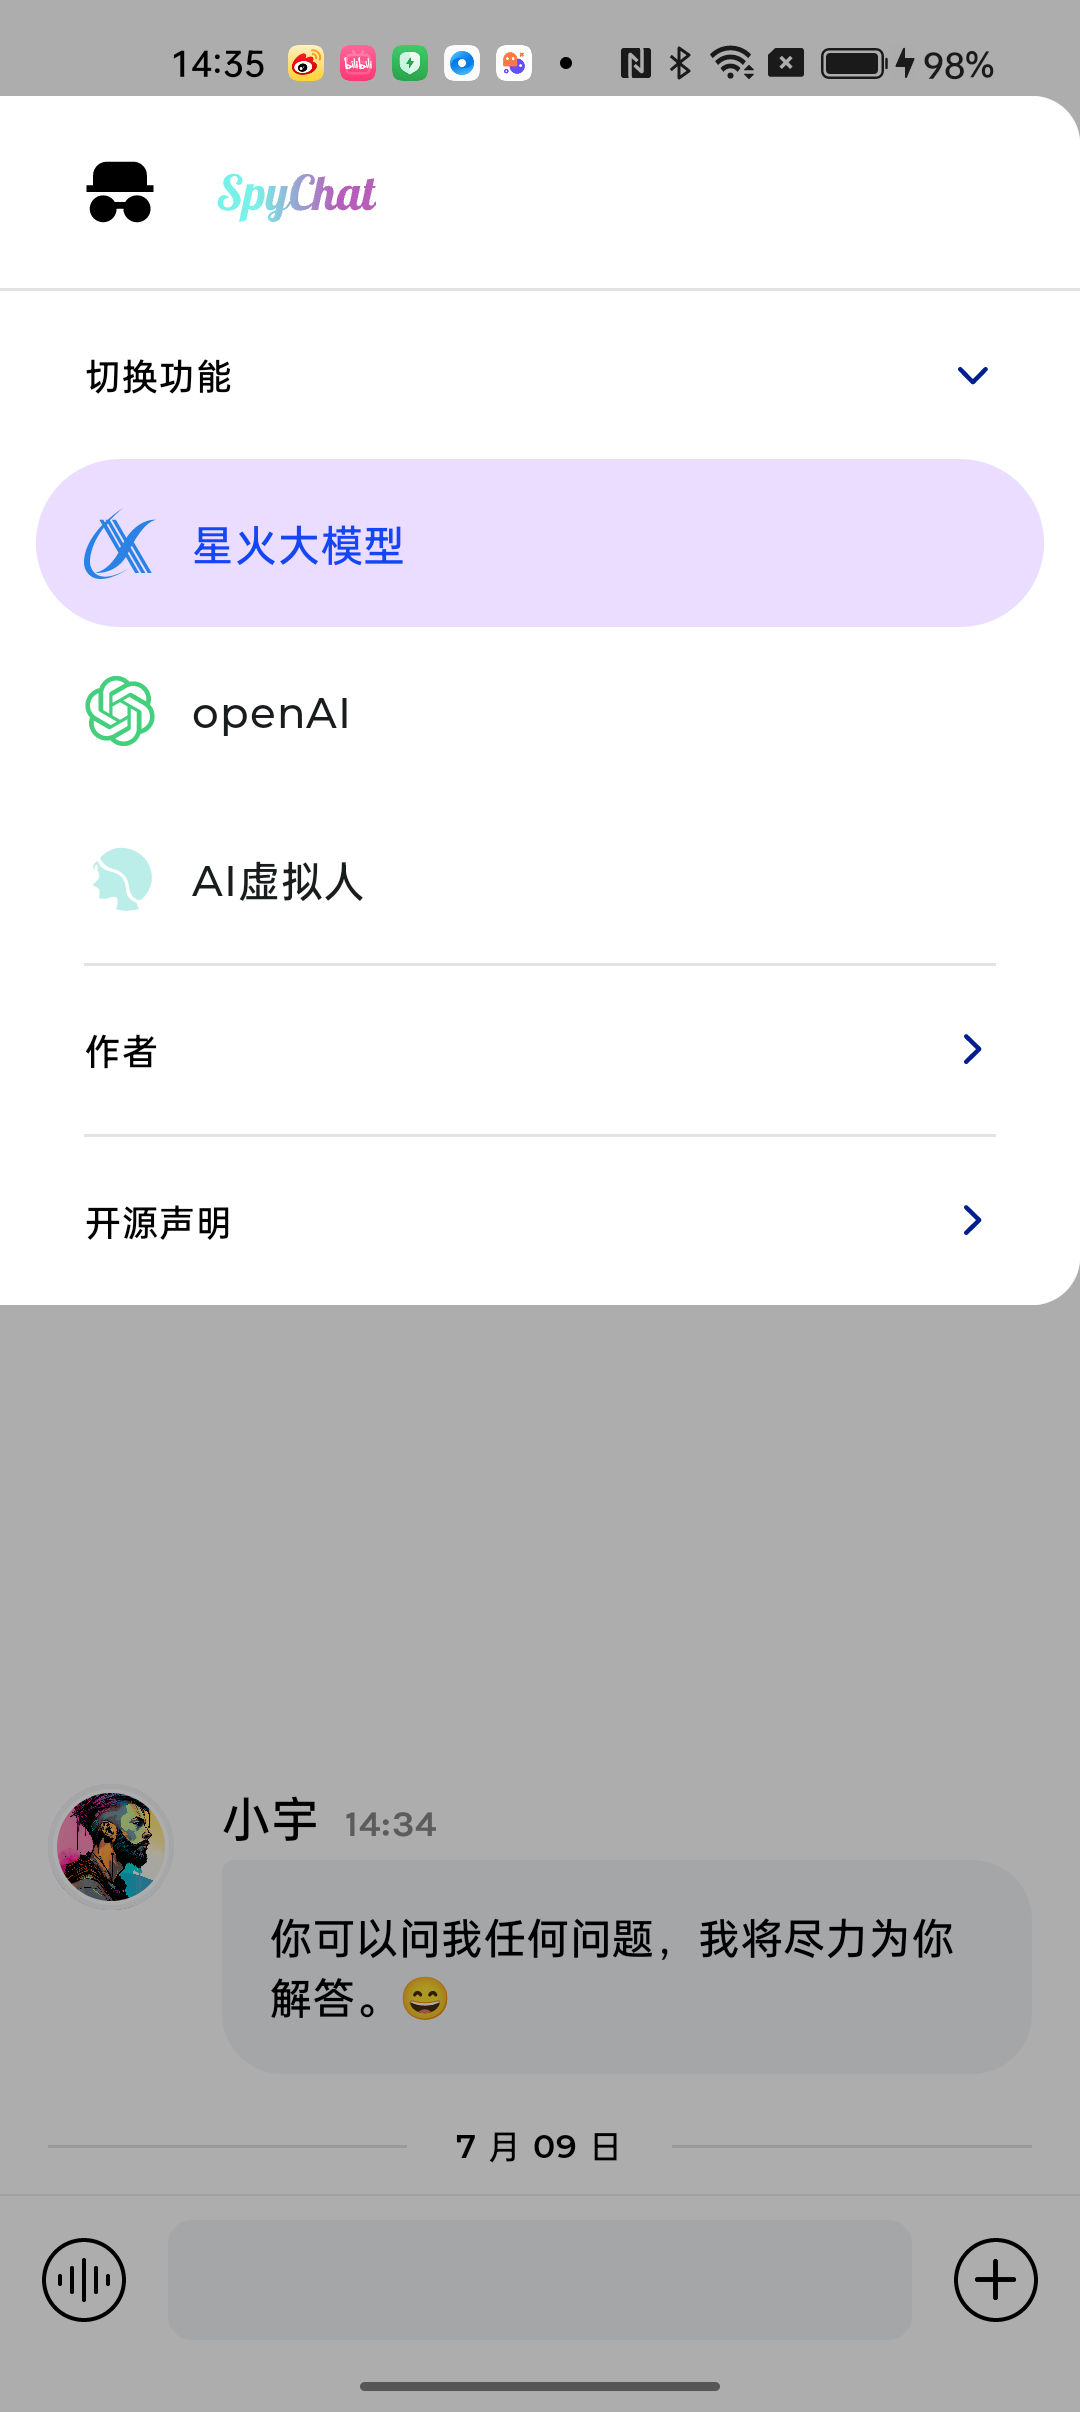 14:35
bilibili
98%
SpyChat
切换功能
星火大模型
openAI
AI虚拟人
作者
开源声明
小宇 14:34
你可以问我任何问题，我将尽力为你
解答。😄
7 月 09 日